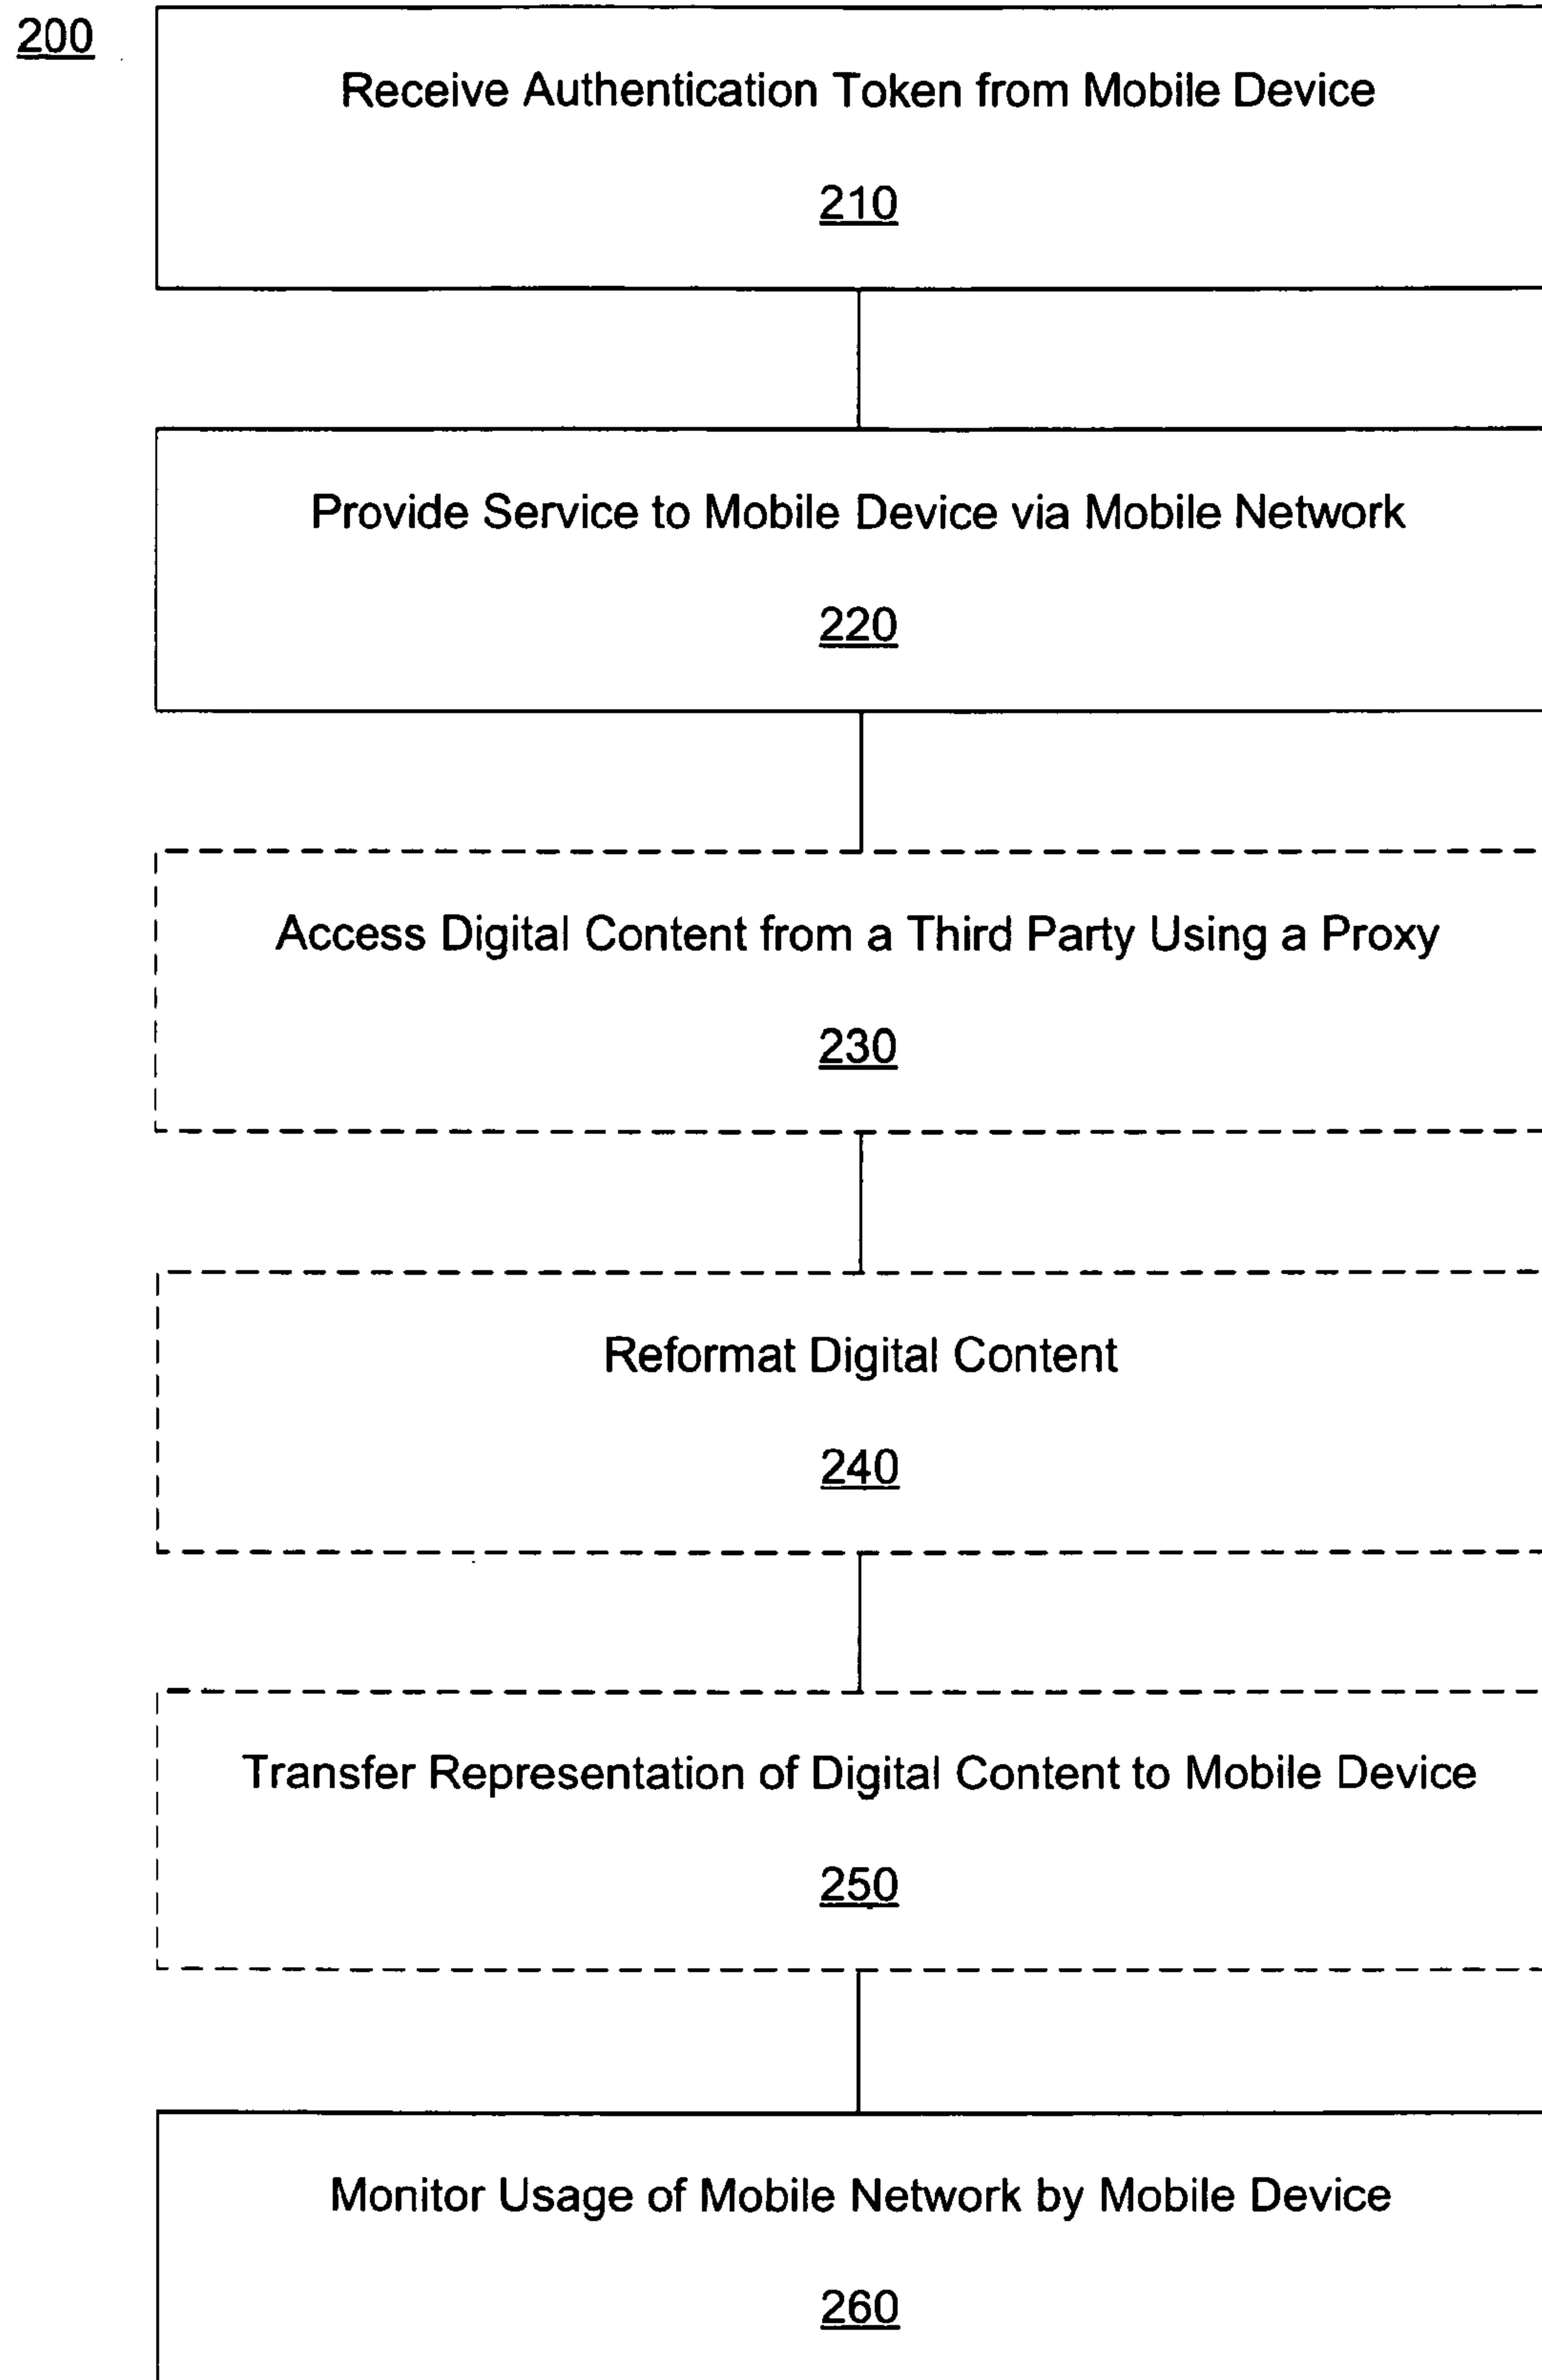 200
Receive Authentication Token from Mobile Device
210
Provide Service to Mobile Device via Mobile Network
220
Access Digital Content from a Third Party Using a Proxy
230
Reformat Digital Content
240
Transfer Representation of Digital Content to Mobile Device
250
Monitor Usage of Mobile Network by Mobile Device
260